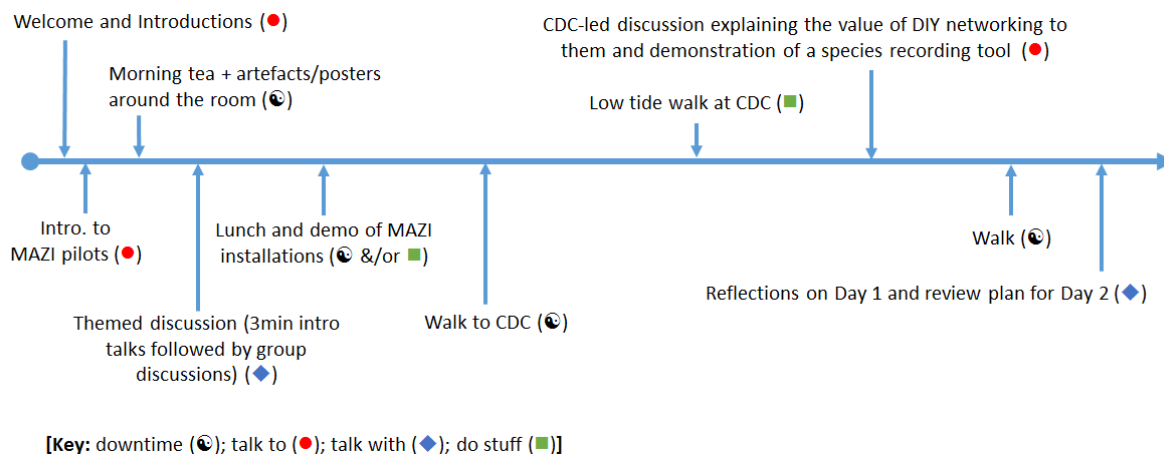 Welcome and Introductions (●)
CDC-led discussion explaining the value of DIY networking to
them and demonstration of a species recording tool (●)
Morning tea + artefacts/posters
around the room (☯)
Low tide walk at CDC (■)
Intro. to
MAZI pilots (●)
Lunch and demo of MAZI
installations (☯ &/or ■)
Walk (☯)
Reflections on Day 1 and review plan for Day 2 (◆)
Themed discussion (3min intro
talks followed by group
discussions) (◆)
Walk to CDC (☯)
[Key: downtime (☯); talk to (●); talk with (◆); do stuff (■)]